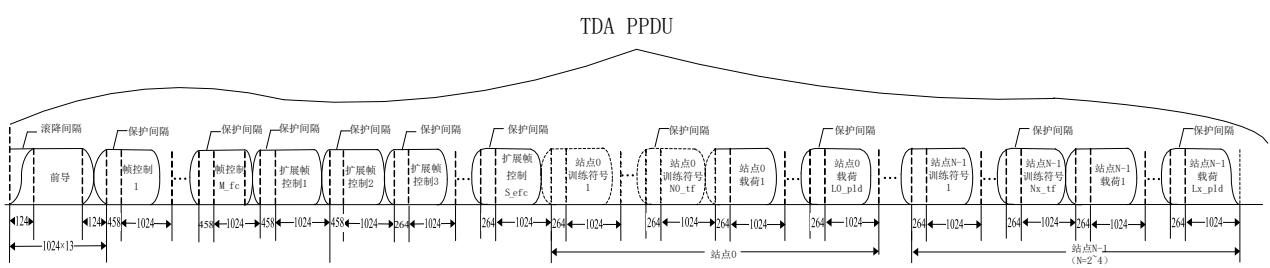 TDA PPDU
滚降间隔
保护间隔
保护间隔
保护间隔
保护间隔
保护间隔
保护间隔
保护间隔
保护间隔
保护间隔
保护间隔
前导
帧控制
1
...
帧控制
M_fc
扩展帧
控制1
扩展帧
控制2
扩展帧
控制3
...
扩展帧
控制
S_efc
站点0
训练符号
1
...
站点0
训练符号
N0_tf
站点0
载荷1
...
站点0
载荷
L0_pld
...
站点N-1
训练符号
1
...
站点N-1
训练符号
Nx_tf
站点N-1
载荷1
...
站点N-1
载荷
Lx_pld
124
124
458
1024
458
1024
458
1024
458
1024
264
1024
264
1024
264
1024
264
1024
264
1024
264
1024
264
1024
264
1024
264
1024
264
1024
1024×13
站点0
站点N-1
(N=2~4)